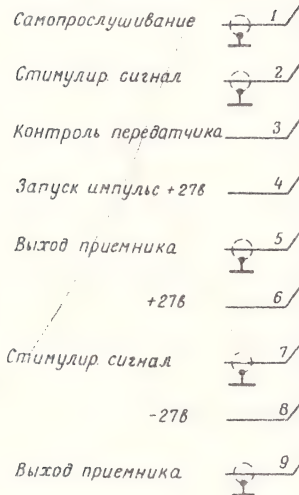 Самопрослушивание 1
Стимулир. сигнал 2
Контроль передатчика 3
Запуск импульс +27в 4
Выход приемника 5
+27в 6
Стимулир. сигнал 7
-27в 8
Выход приемника 9